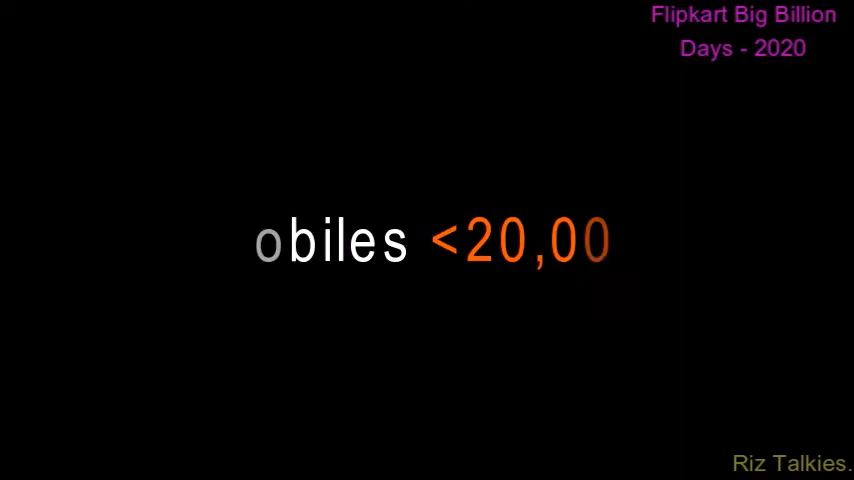 Flipkart Big Billion
Days - 2020
obiles <20,00
Riz Talkies.